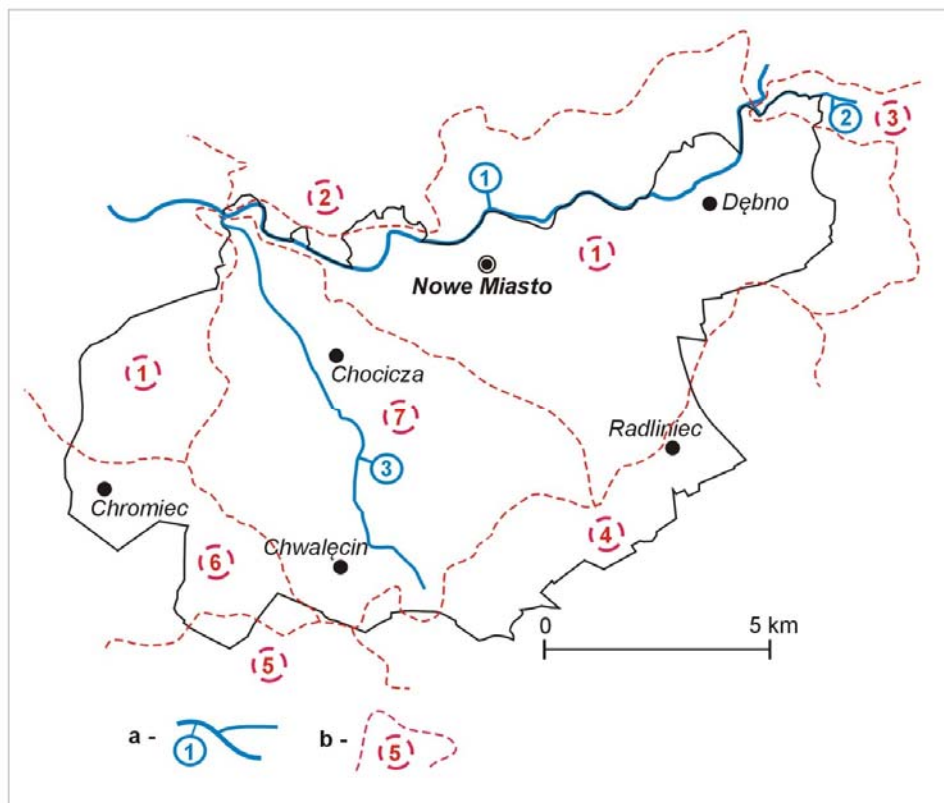 2
3
1
2
Dębno
1
Nowe Miasto
1
Chocicza
7
Radliniec
3
Chromiec
4
Chwalęcin
6
0 5 km
5
a - 1
b - 5